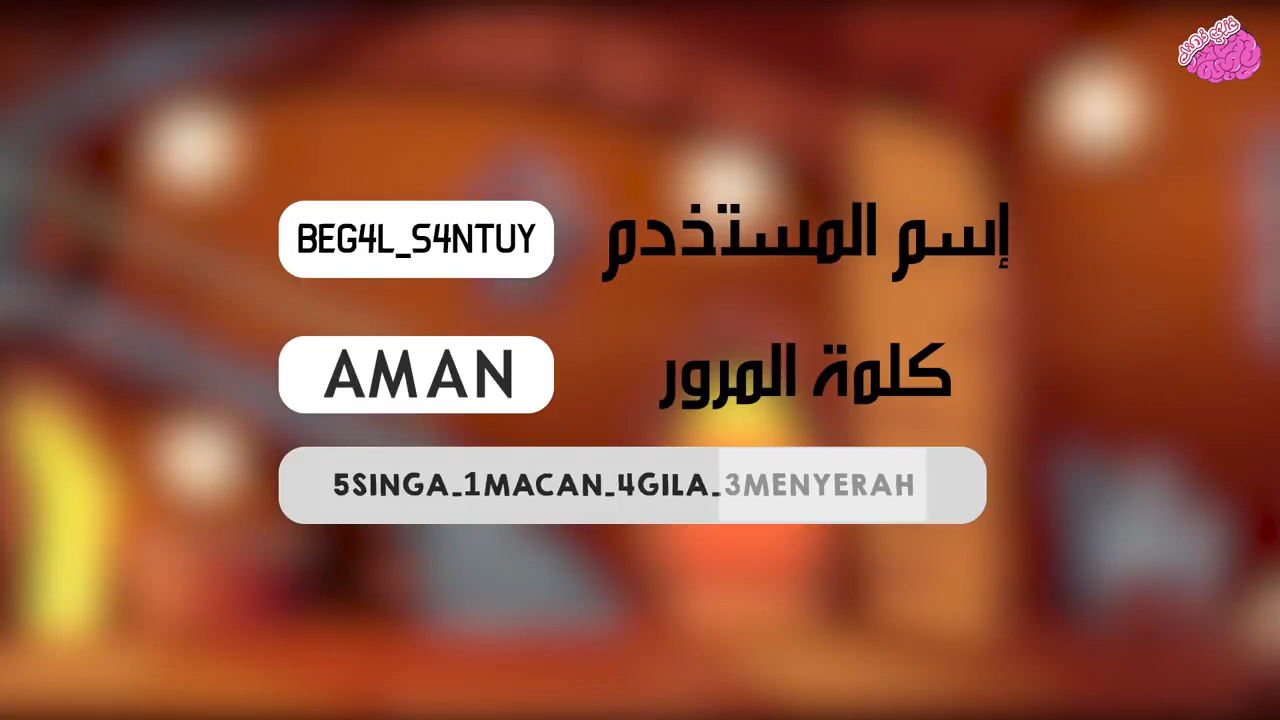 إسم المستخدم BEG4L_S4NTUY
كلمة المرور AMAN
5SINGA_1MACAN_4GILA_3MENYERAH